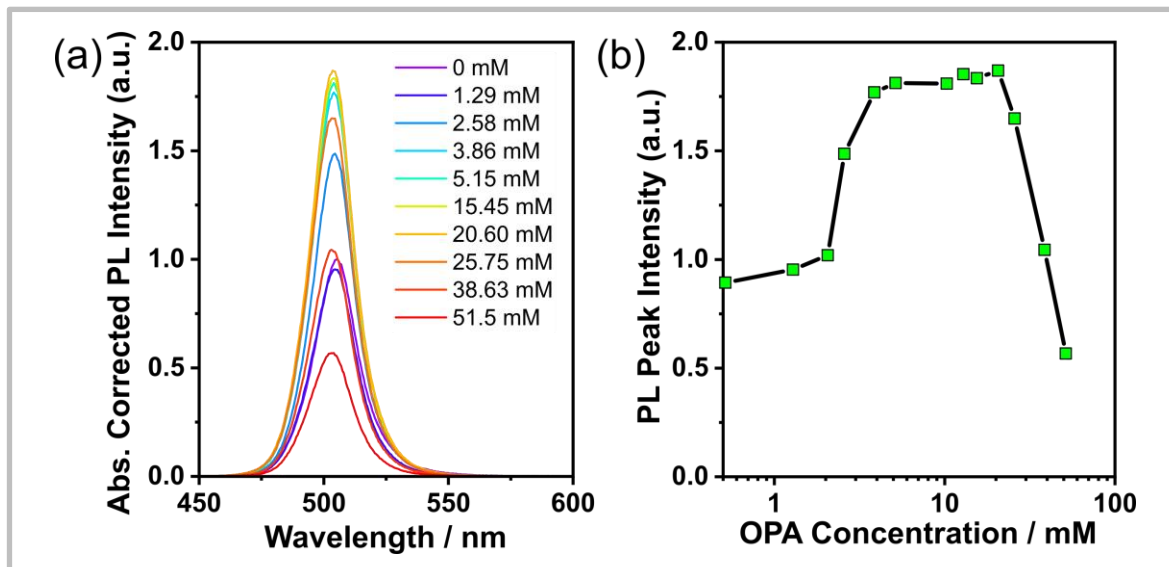 (a)
Abs. Corrected PL Intensity (a.u.)
2.0
1.5
1.0
0.5
0.0
450
500
550
600
Wavelength / nm
0 mM
1.29 mM
2.58 mM
3.86 mM
5.15 mM
15.45 mM
20.60 mM
25.75 mM
38.63 mM
51.5 mM
(b)
PL Peak Intensity (a.u.)
2.0
1.5
1.0
0.5
0.0
1
10
100
OPA Concentration / mM